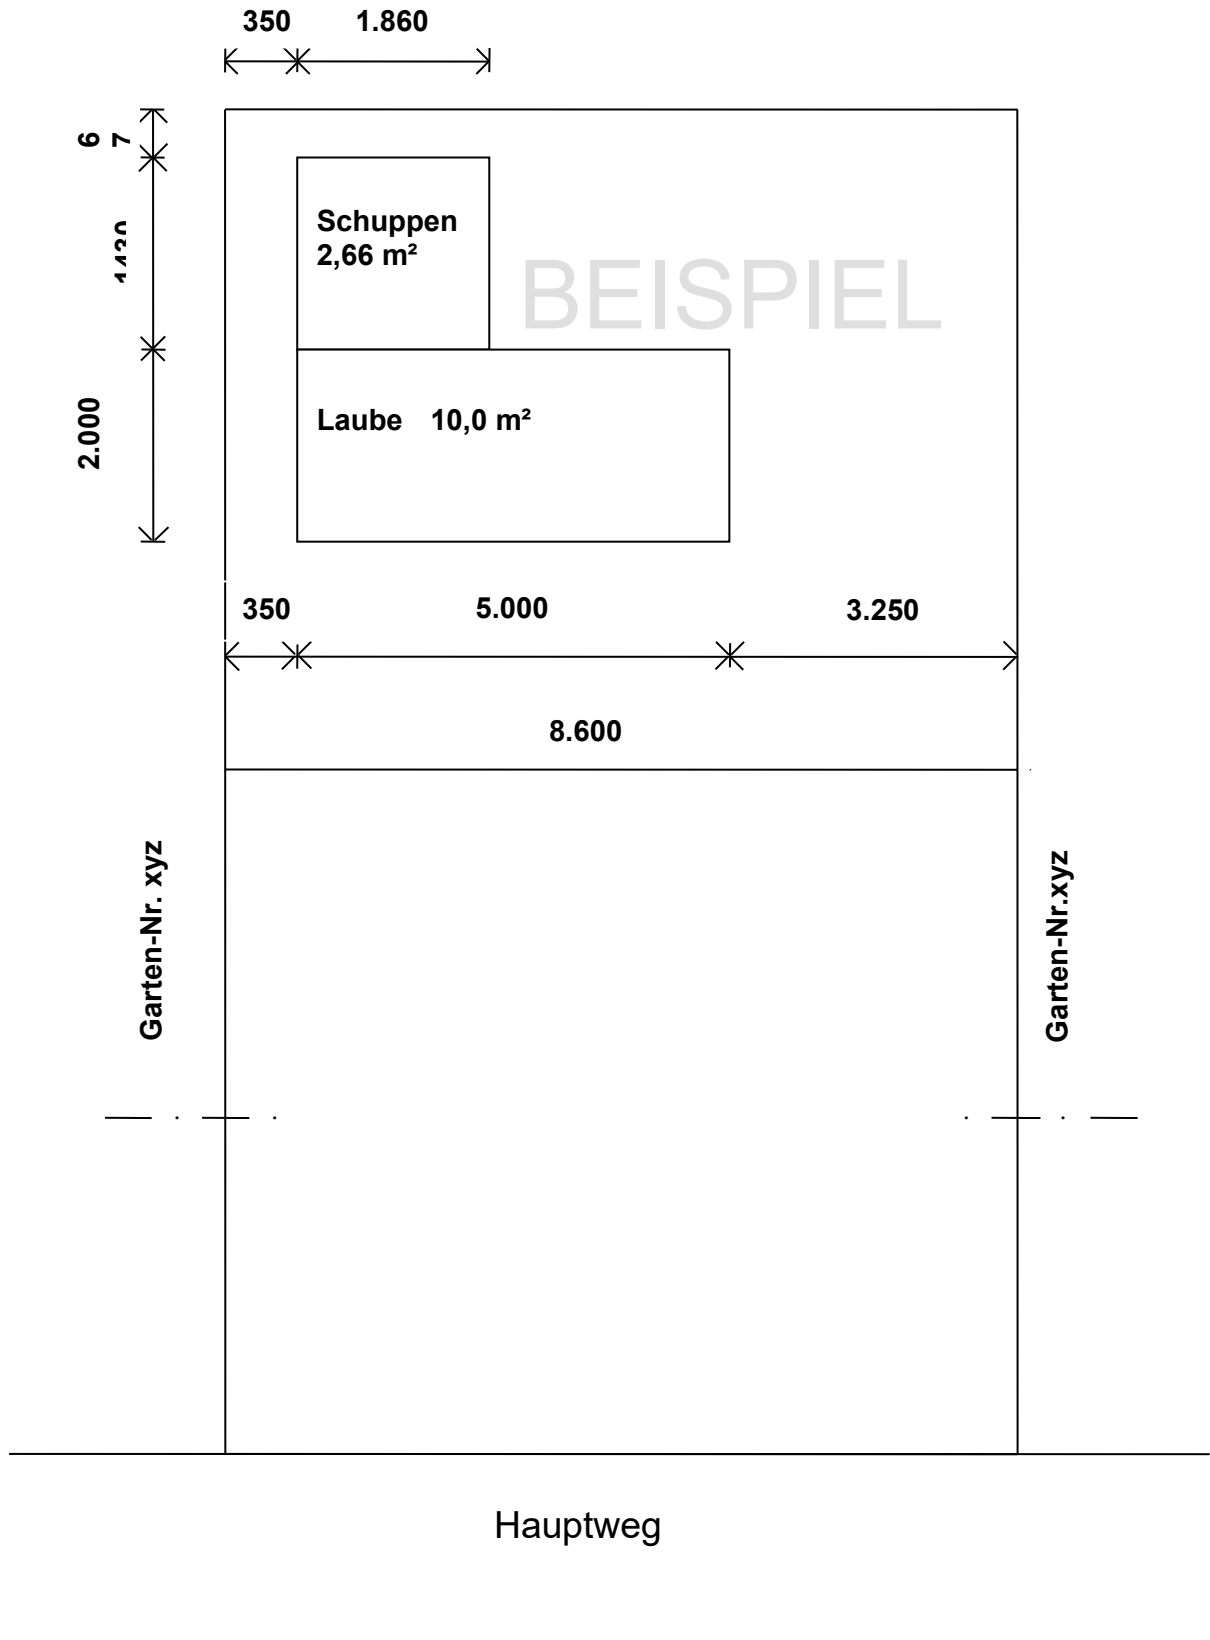 350 1.860
6
7
1430
Schuppen
2,66 m²
BEISPIEL
2.000
Laube 10,0 m²
350 5.000 3.250
8.600
Garten-Nr. xyz
Garten-Nr.xyz
Hauptweg